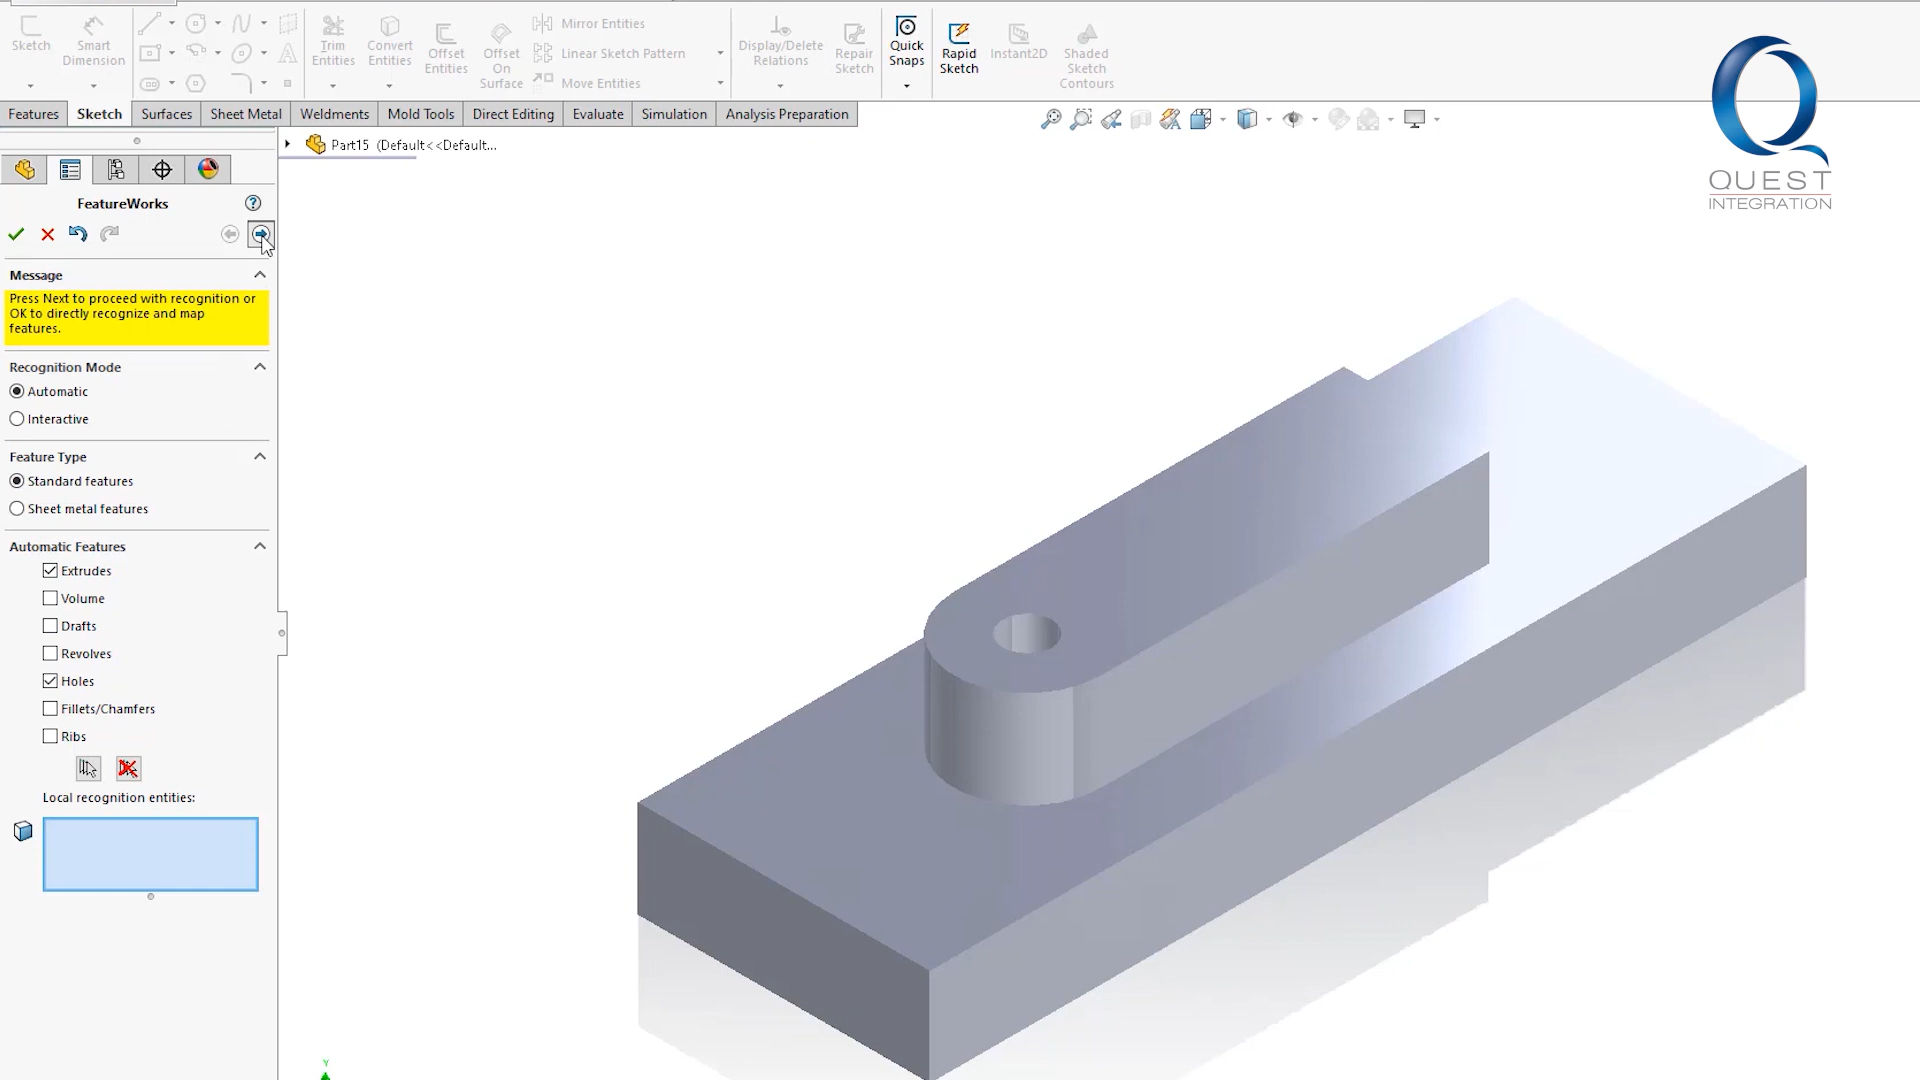 Sketch
Smart
Dimension
Trim
Entities
Convert
Entities
Offset
Entities
Offset
On
Surface
Mirror Entities
Linear Sketch Pattern
Move Entities
Display/Delete
Relations
Repair
Sketch
Quick
Snaps
Rapid
Sketch
Instant2D
Shaded
Sketch
Contours
Features
Sketch
Surfaces
Sheet Metal
Weldments
Mold Tools
Direct Editing
Evaluate
Simulation
Analysis Preparation
QUEST
INTEGRATION
Part15 (Default<<Default...
FeatureWorks
Message
Press Next to proceed with recognition or
OK to directly recognize and map
features.
Recognition Mode
Automatic
Interactive
Feature Type
Standard features
Sheet metal features
Automatic Features
Extrudes
Volume
Drafts
Revolves
Holes
Fillets/Chamfers
Ribs
Local recognition entities:
Y